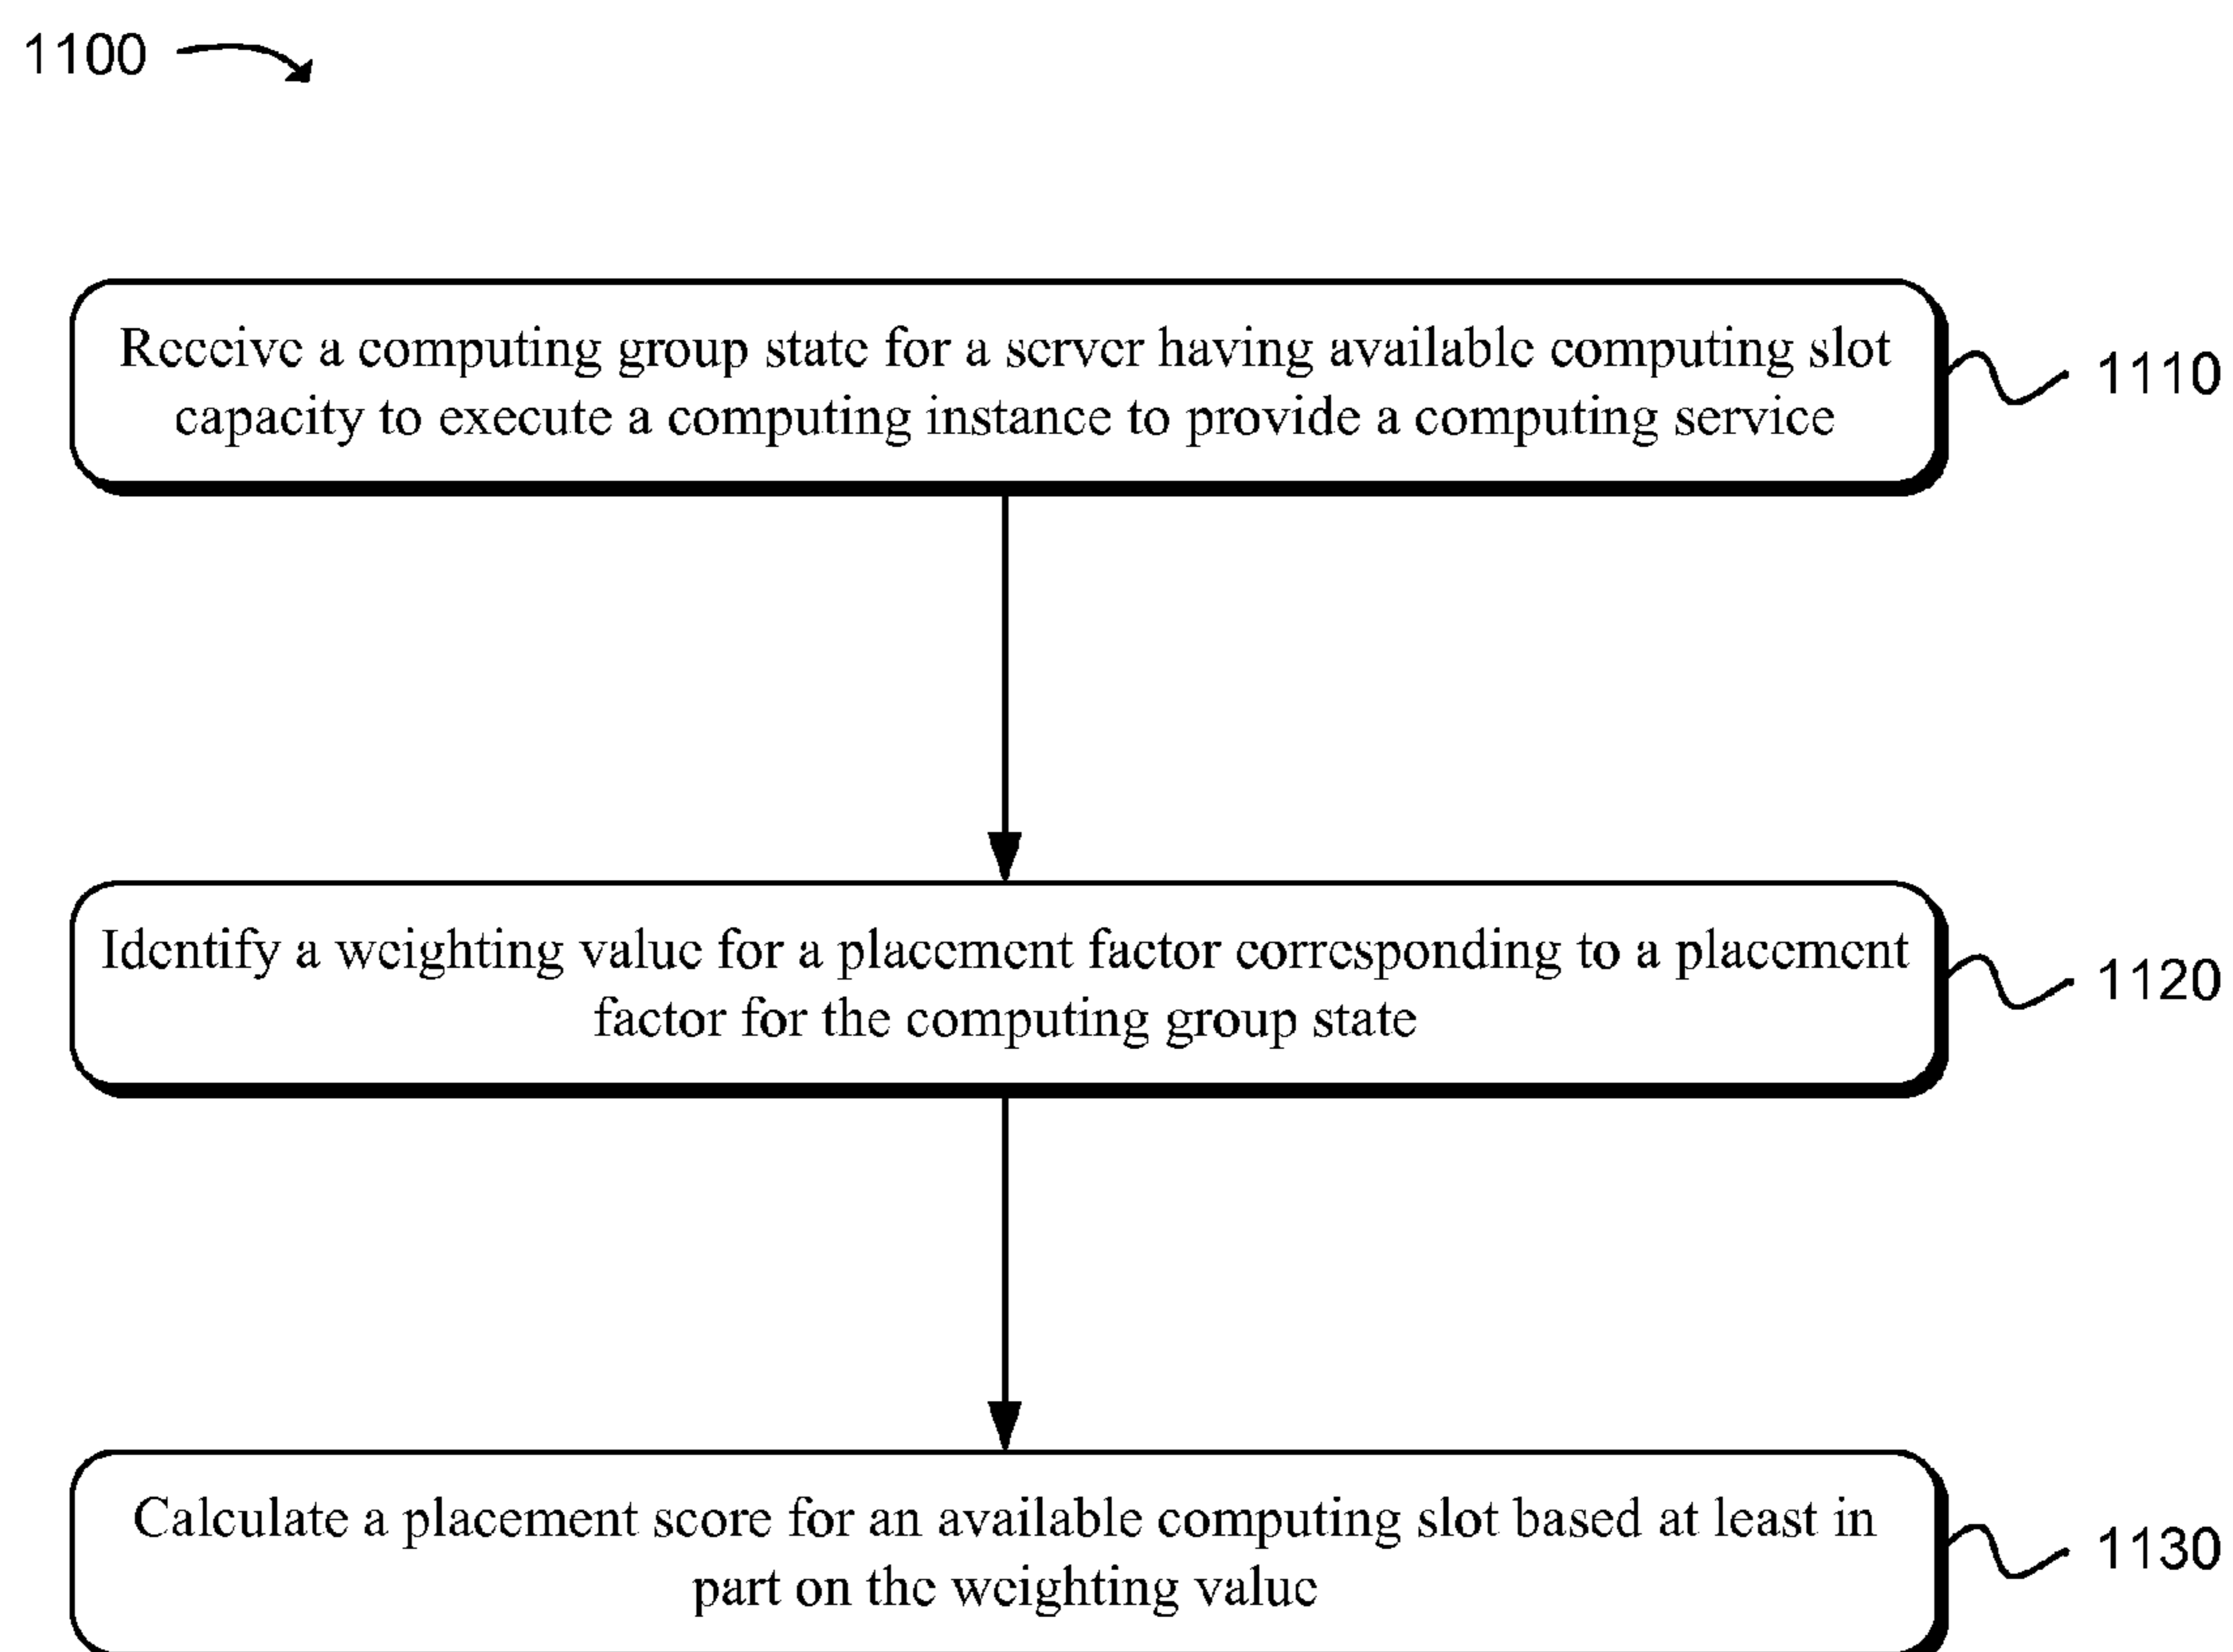 1100
Receive a computing group state for a server having available computing slot
capacity to execute a computing instance to provide a computing service
1110
Identify a weighting value for a placement factor corresponding to a placement
factor for the computing group state
1120
Calculate a placement score for an available computing slot based at least in
part on the weighting value
1130